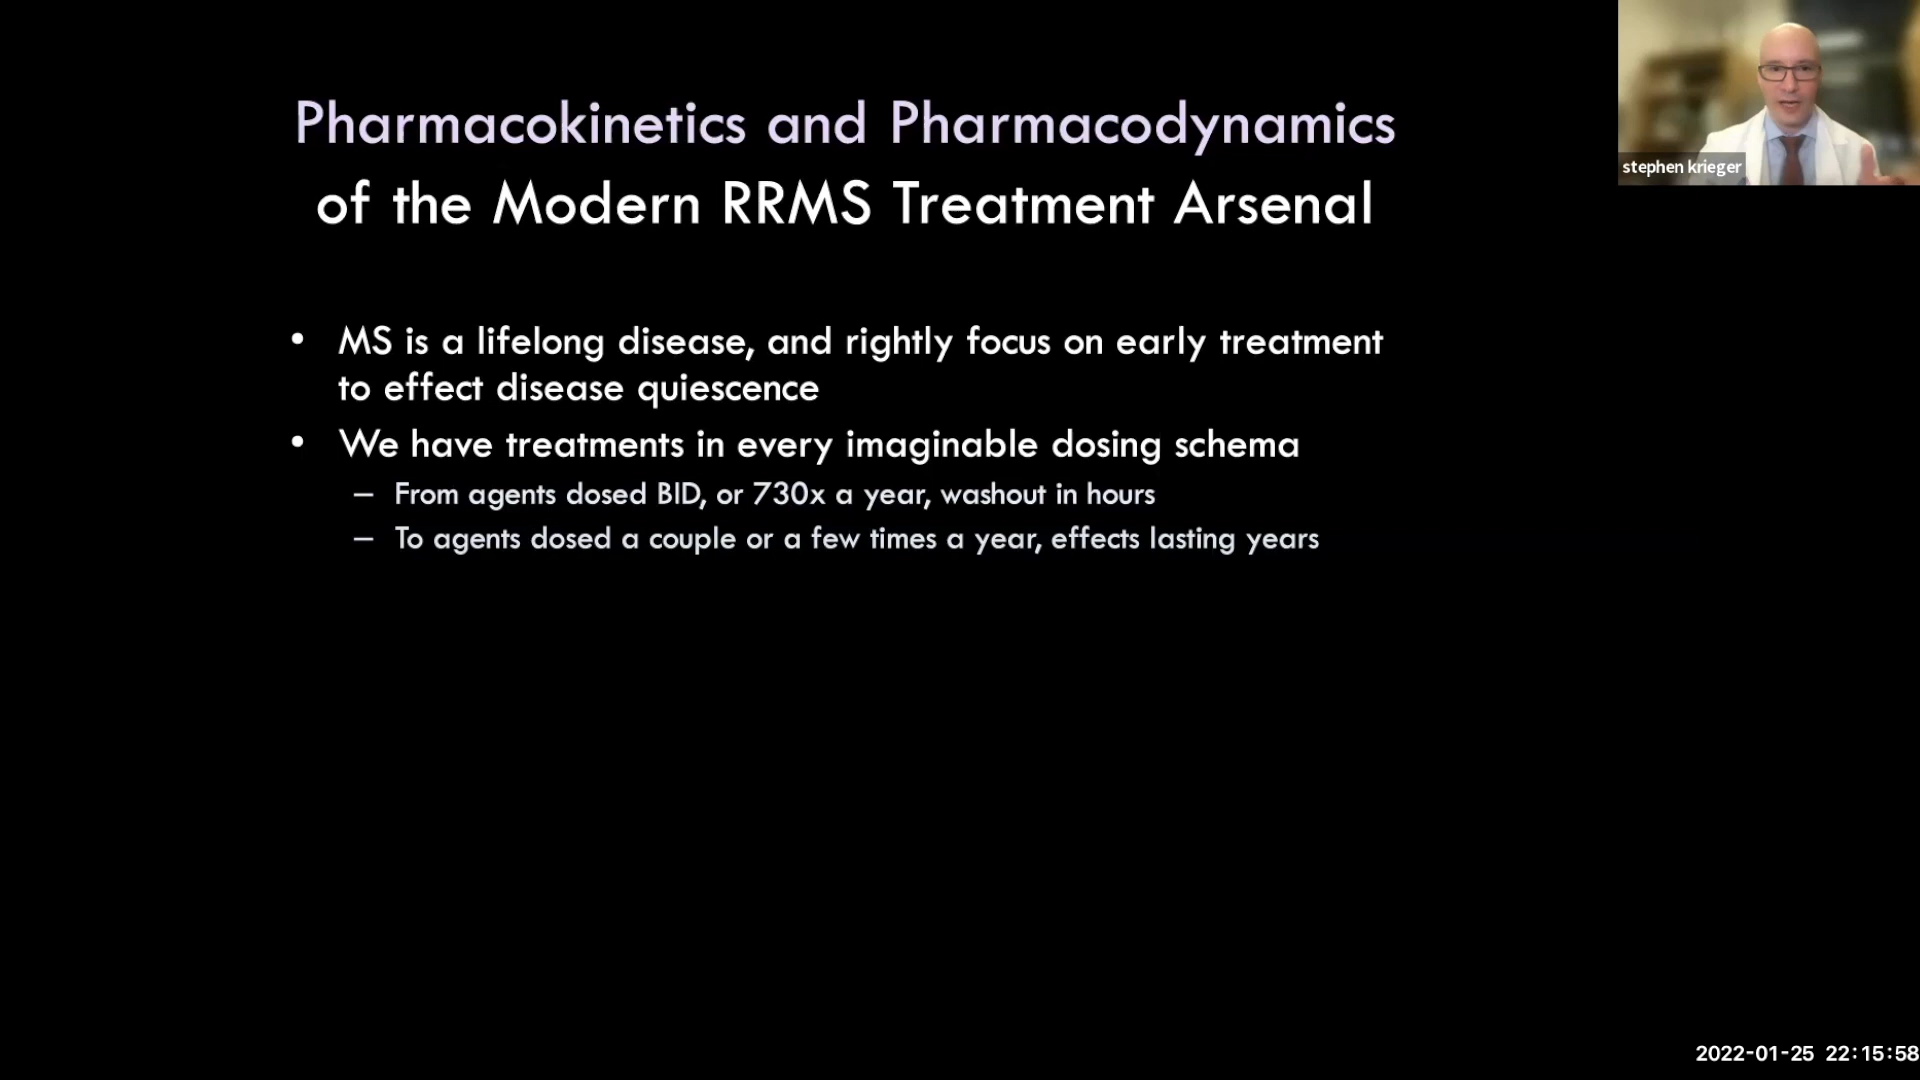 Pharmacokinetics and Pharmacodynamics
of the Modern RRMS Treatment Arsenal
stephen krieger
• MS is a lifelong disease, and rightly focus on early treatment
to effect disease quiescence
• We have treatments in every imaginable dosing schema
– From agents dosed BID, or 730x a year, washout in hours
– To agents dosed a couple or a few times a year, effects lasting years
2022-01-25 22:15:58